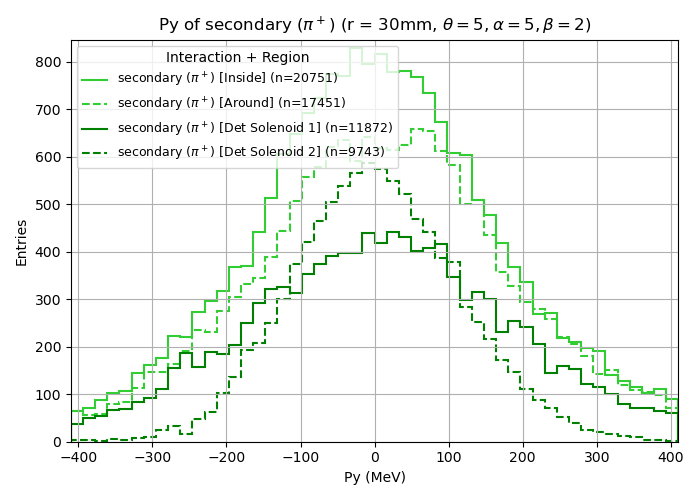 Py of secondary (π⁺) (r = 30mm, θ = 5, α = 5, β = 2)
Interaction + Region
secondary (π⁺) [Inside] (n=20751)
secondary (π⁺) [Around] (n=17451)
secondary (π⁺) [Det Solenoid 1] (n=11872)
secondary (π⁺) [Det Solenoid 2] (n=9743)
Entries
800
700
600
500
400
300
200
100
0
−400 −300 −200 −100 0 100 200 300 400
Py (MeV)